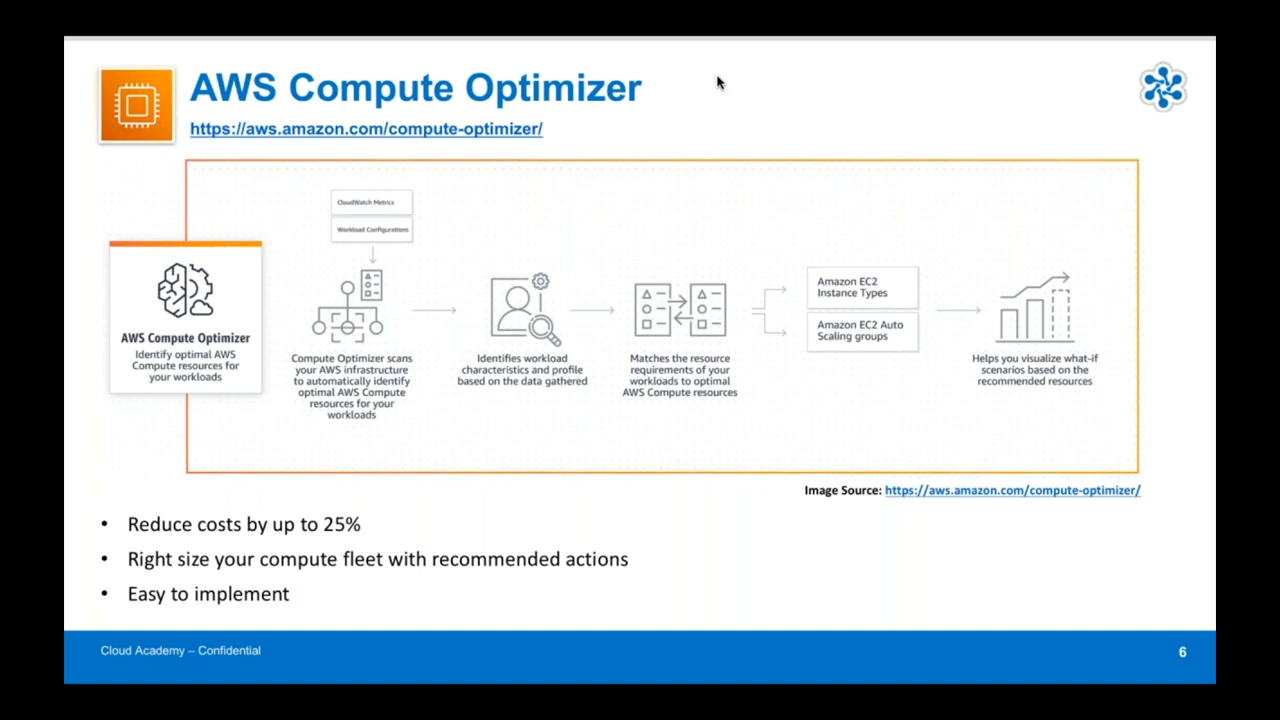 AWS Compute Optimizer
https://aws.amazon.com/compute-optimizer/
CloudWatch Metrics
Workload Configurations
AWS Compute Optimizer
Identify optimal AWS
Compute resources for
your workloads
Compute Optimizer scans
your AWS infrastructure
to automatically identify
optimal AWS Compute
resources for your
workloads
Identifies workload
characteristics and profile
based on the data gathered
Matches the resource
requirements of your
workloads to optimal
AWS Compute resources
Amazon EC2
Instance Types
Amazon EC2 Auto
Scaling groups
Helps you visualize what-if
scenarios based on the
recommended resources
Image Source: https://aws.amazon.com/compute-optimizer/
• Reduce costs by up to 25%
• Right size your compute fleet with recommended actions
• Easy to implement
Cloud Academy – Confidential
6